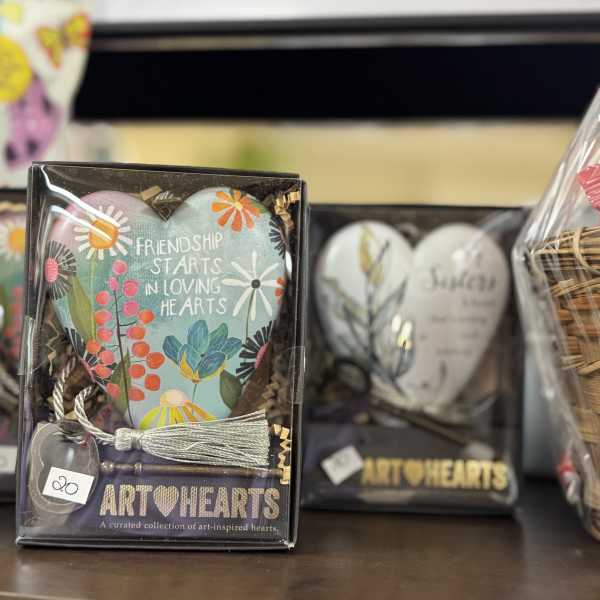 FRIENDSHIP
STARTS
IN LOVING
HEARTS
20
ART HEARTS
A curated collection of art-inspired hearts.
Sisters
ART HEARTS